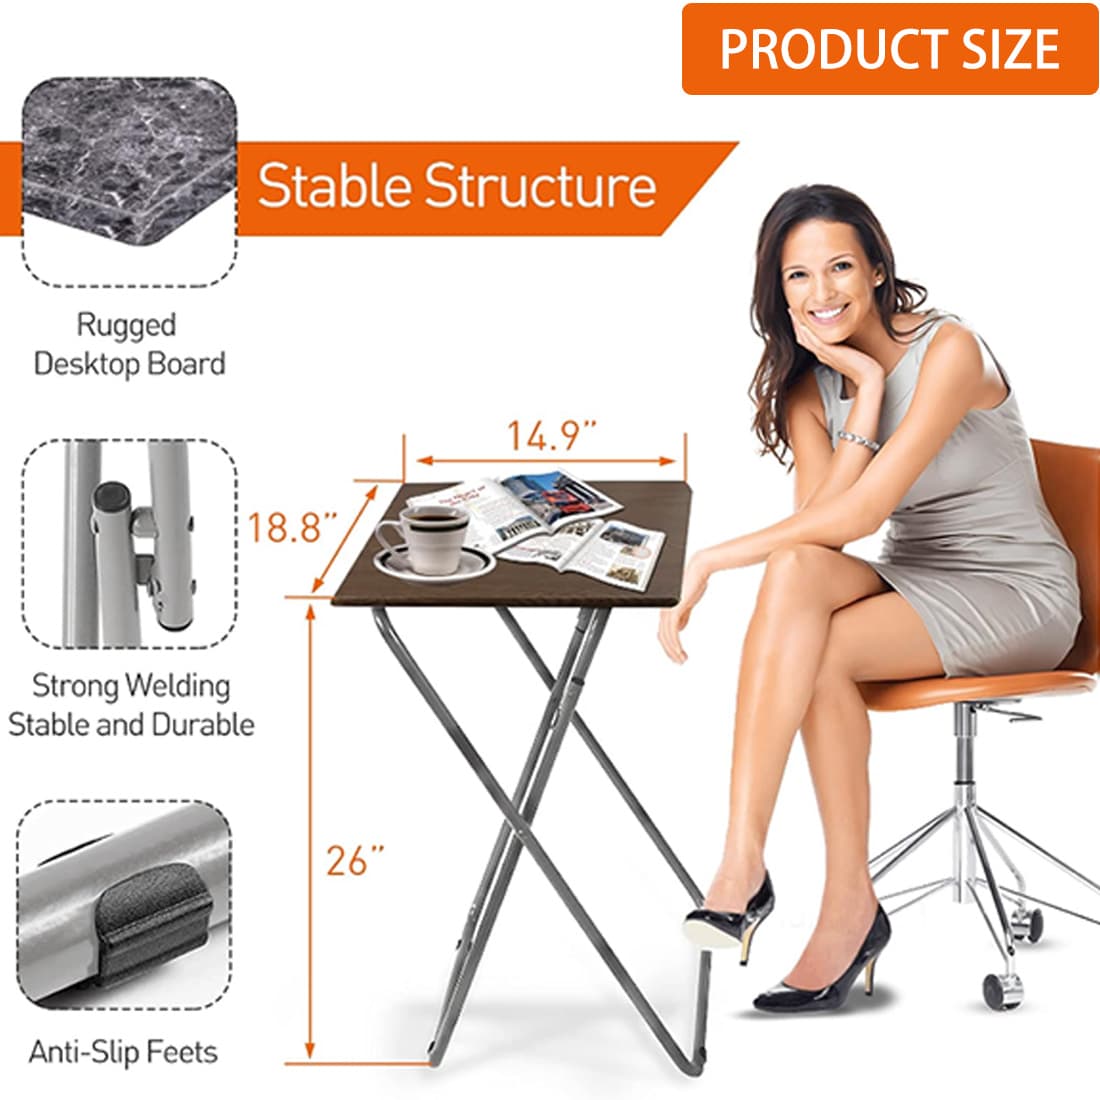 PRODUCT SIZE
Stable Structure
Rugged
Desktop Board
14.9”
18.8”
Strong Welding
Stable and Durable
26”
Anti-Slip Feets